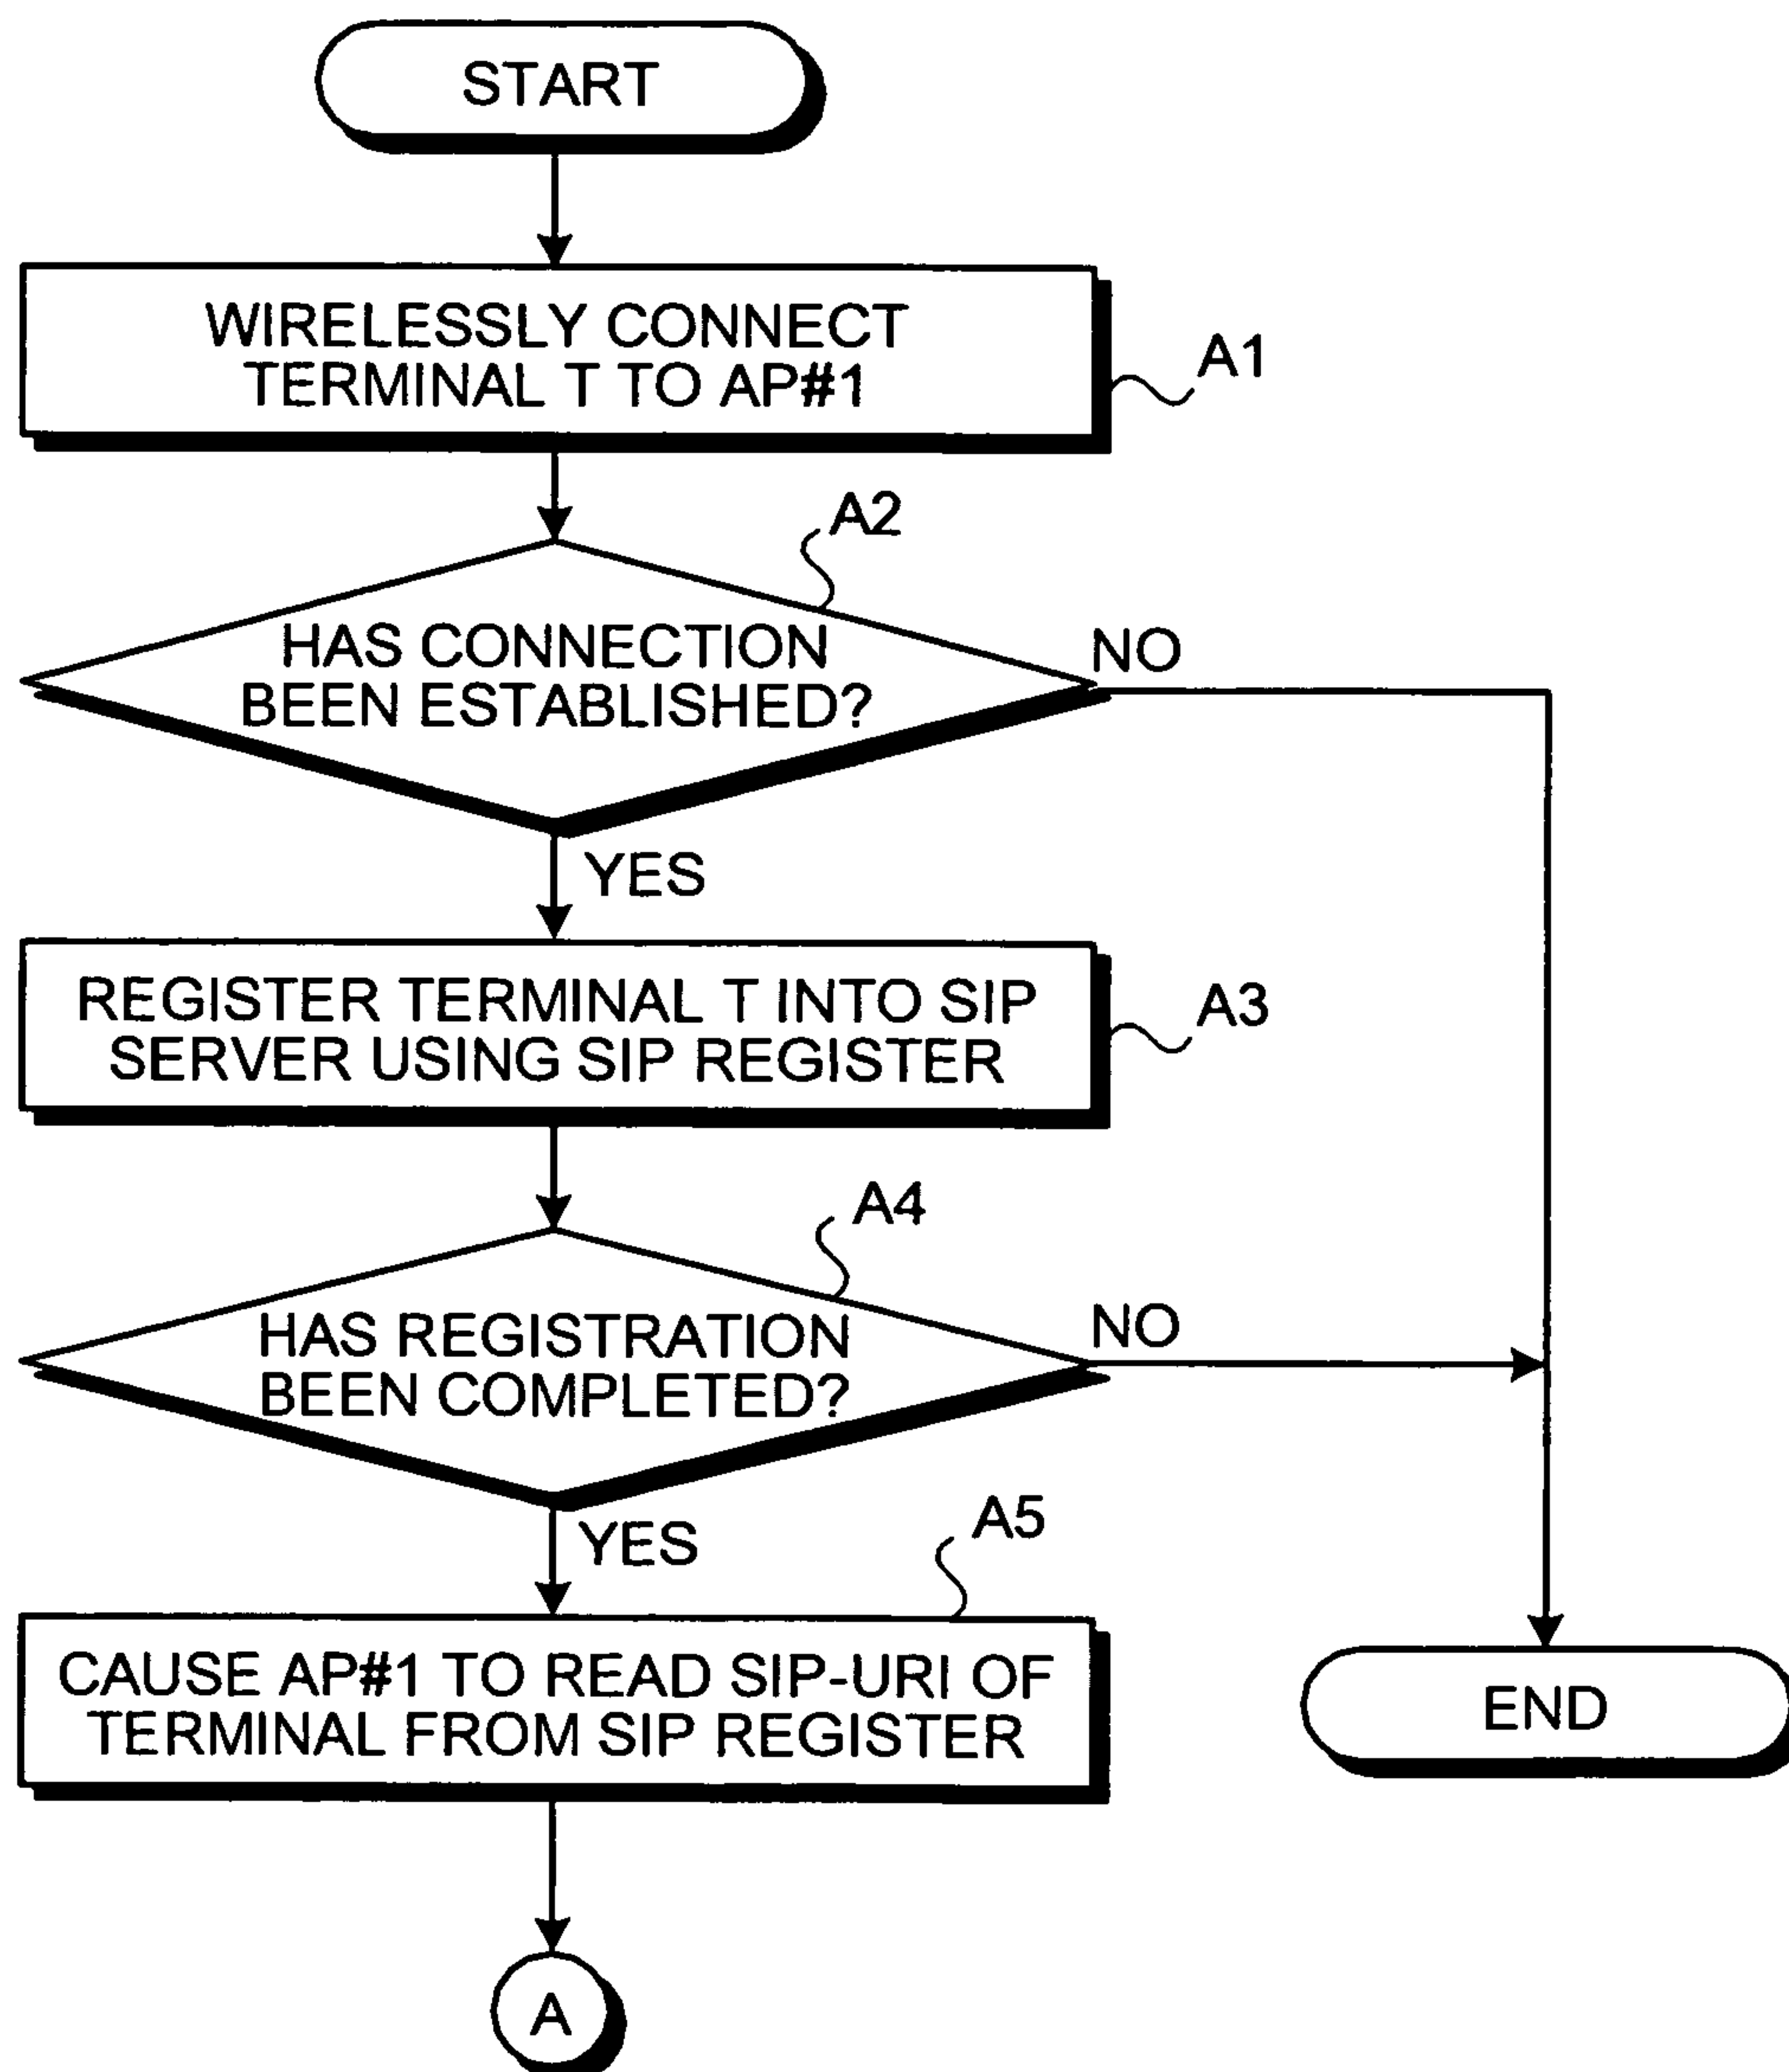 START
WIRELESSLY CONNECT
TERMINAL T TO AP#1
A1
A2
HAS CONNECTION
BEEN ESTABLISHED?
NO
YES
REGISTER TERMINAL T INTO SIP
SERVER USING SIP REGISTER
A3
A4
HAS REGISTRATION
BEEN COMPLETED?
NO
YES
A5
CAUSE AP#1 TO READ SIP-URI OF
TERMINAL FROM SIP REGISTER
END
A